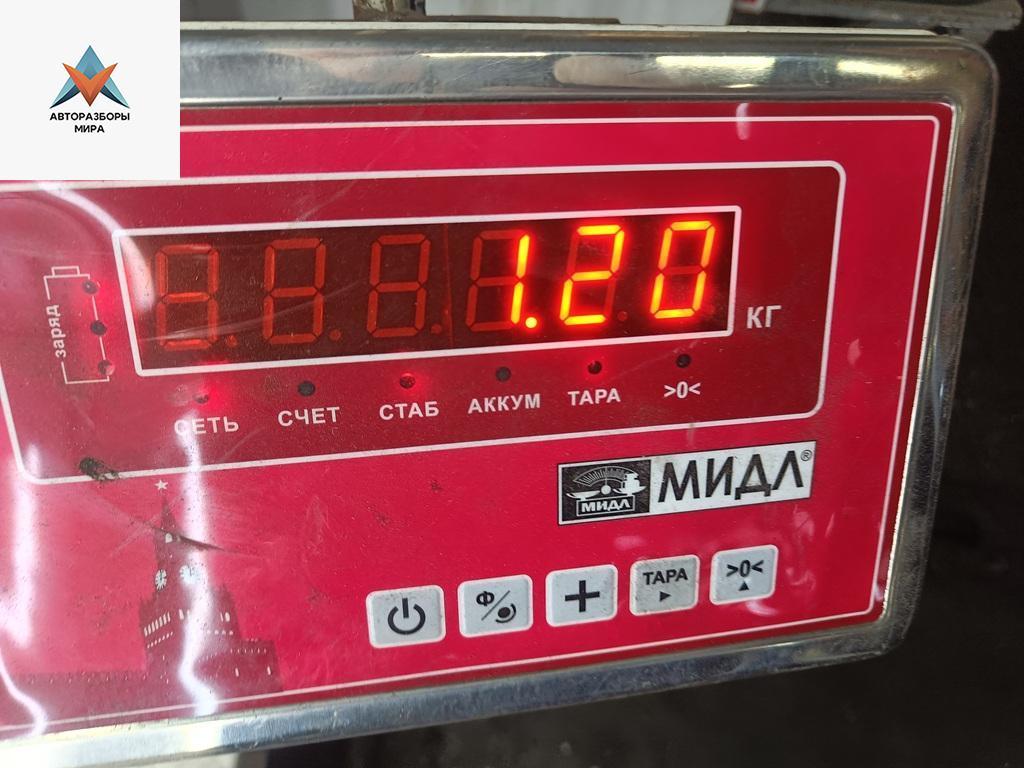 АВТОРАЗБОРЫ
МИРА
заряд
1.20
КГ
СЕТЬ
СЧЕТ
СТАБ
АККУМ
ТАРА
>0<
МИДЛ
МИДЛ®
Ф
ТАРА
>0<